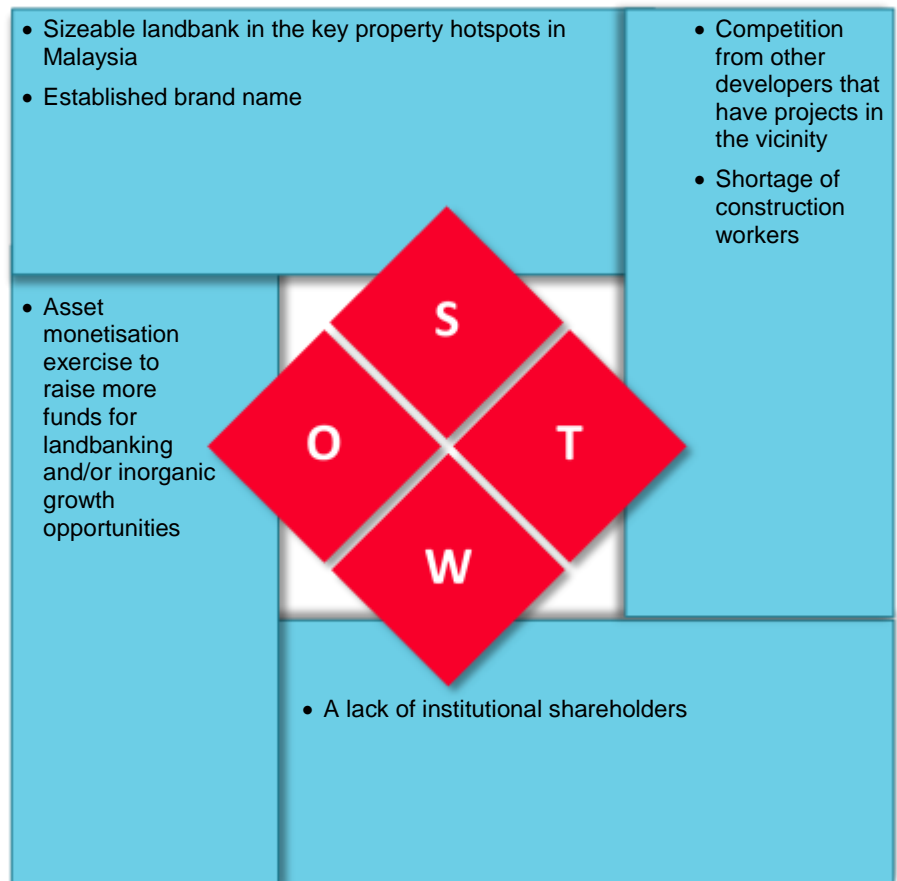 • Sizeable landbank in the key property hotspots in
Malaysia
• Established brand name
• Competition
from other
developers that
have projects in
the vicinity
• Shortage of
construction
workers
• Asset
monetisation
exercise to
raise more
funds for
landbanking
and/or inorganic
growth
opportunities
S
O
T
W
• A lack of institutional shareholders